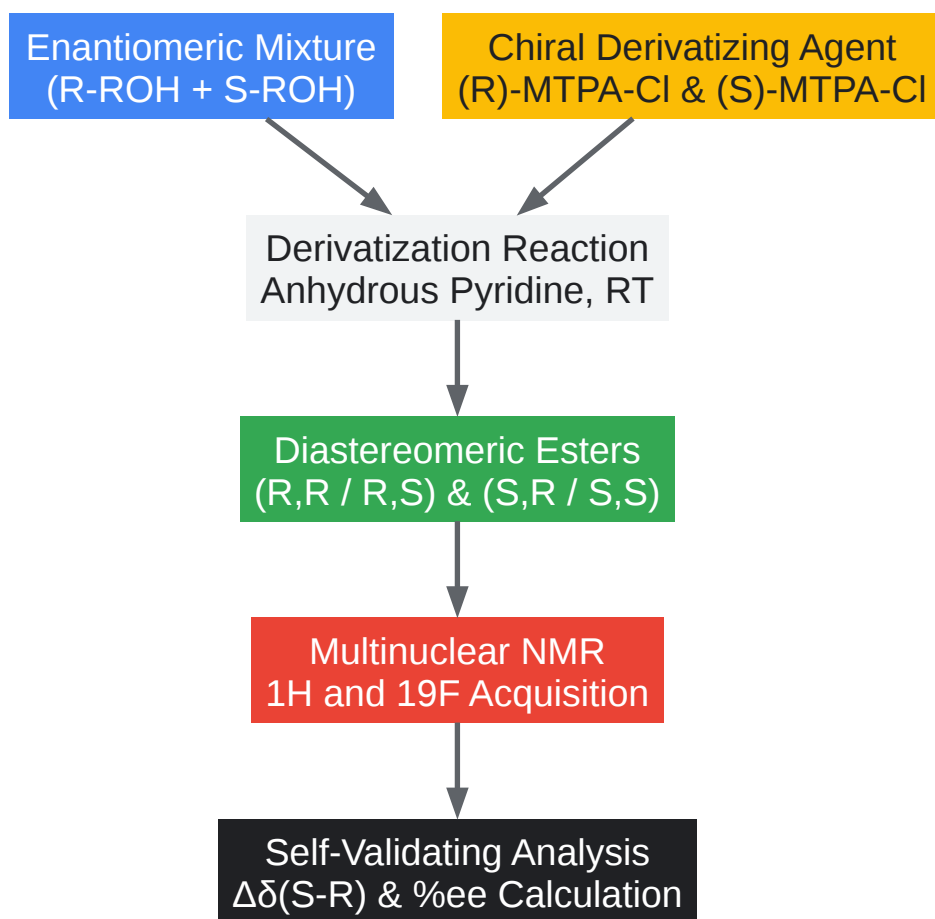 Enantiomeric Mixture
(R-ROH + S-ROH)
Chiral Derivatizing Agent
(R)-MTPA-Cl & (S)-MTPA-Cl
Derivatization Reaction
Anhydrous Pyridine, RT
Diastereomeric Esters
(R,R / R,S) & (S,R / S,S)
Multinuclear NMR
1H and 19F Acquisition
Self-Validating Analysis
Δδ(S-R) & %ee Calculation